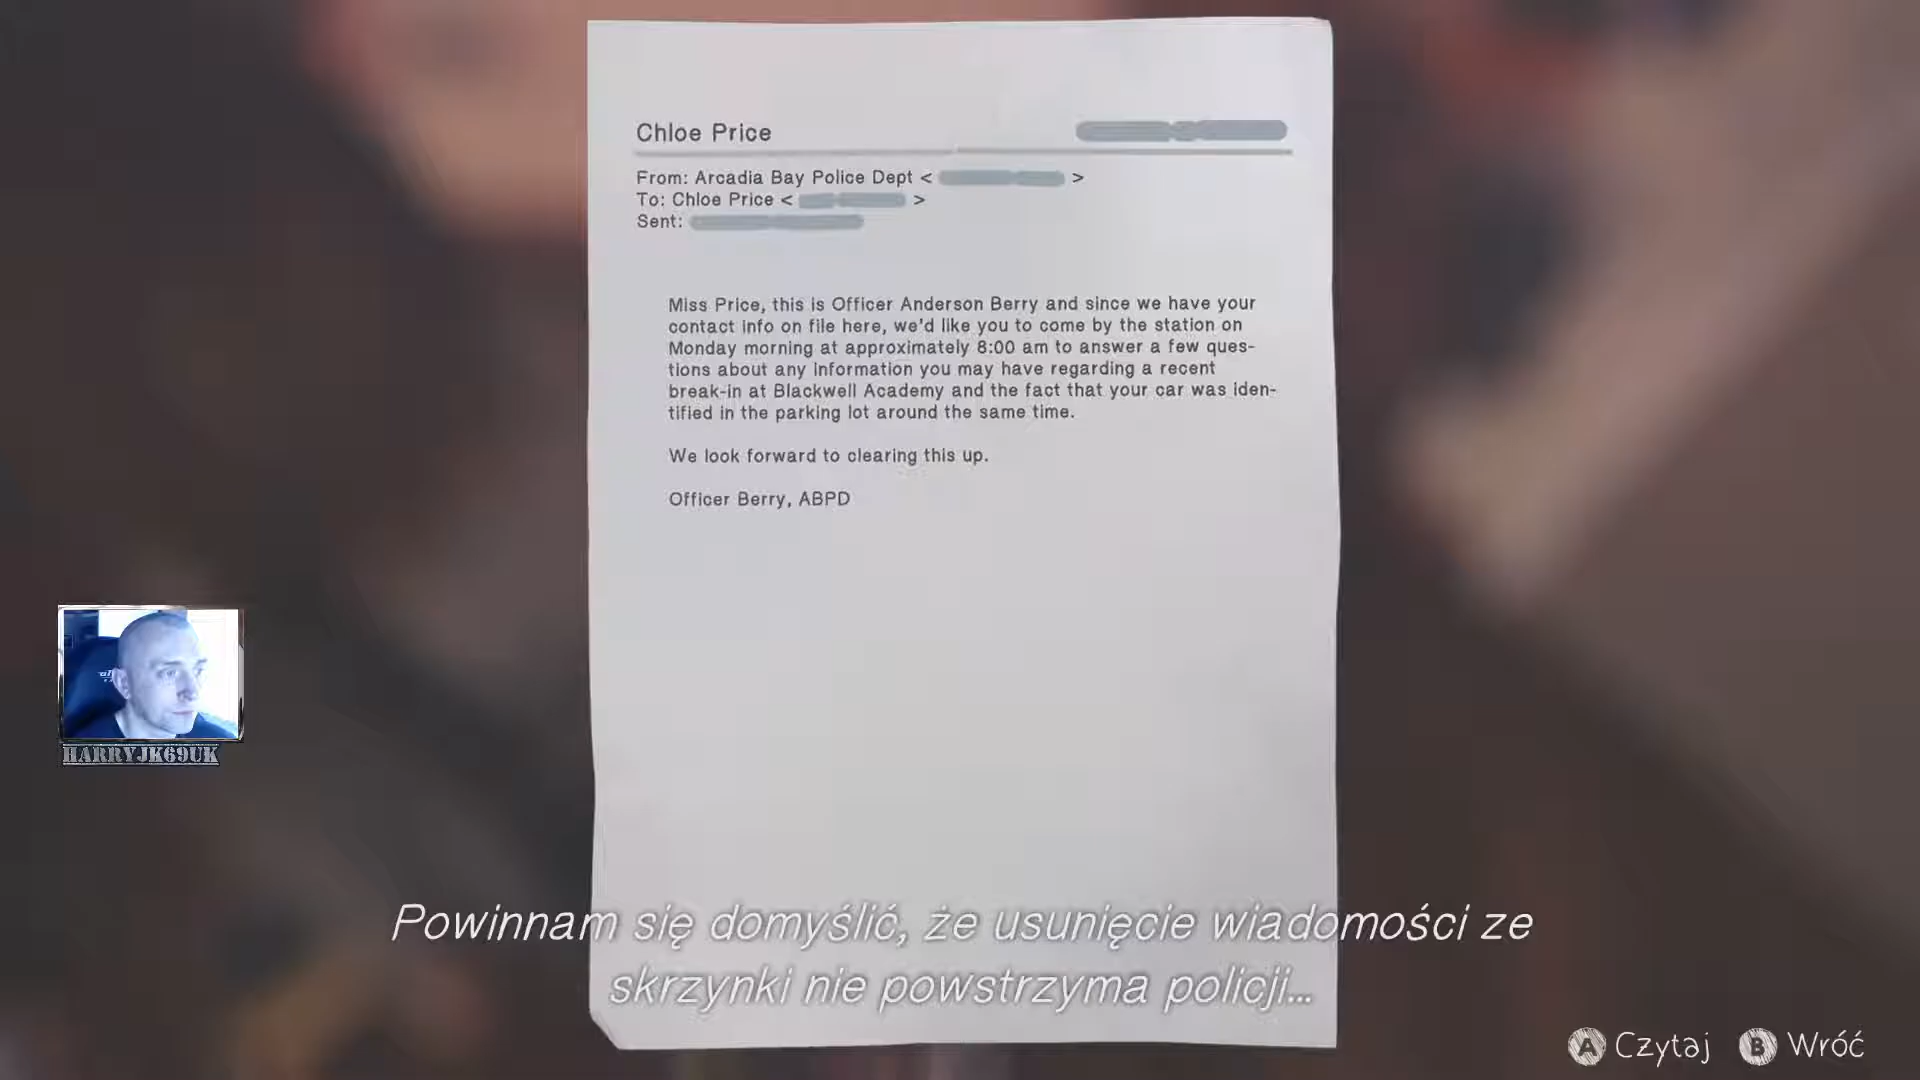 Chloe Price
From: Arcadia Bay Police Dept < >
To: Chloe Price < >
Sent:
Miss Price, this is Officer Anderson Berry and since we have your
contact info on file here, we'd like you to come by the station on
Monday morning at approximately 8:00 am to answer a few ques-
tions about any information you may have regarding a recent
break-in at Blackwell Academy and the fact that your car was iden-
tified in the parking lot around the same time.
We look forward to clearing this up.
Officer Berry, ABPD
HARRYJK69UK
Powinnam się domyślić, że usunięcie wiadomości ze
skrzynki nie powstrzyma policji...
A Czytaj B Wróć